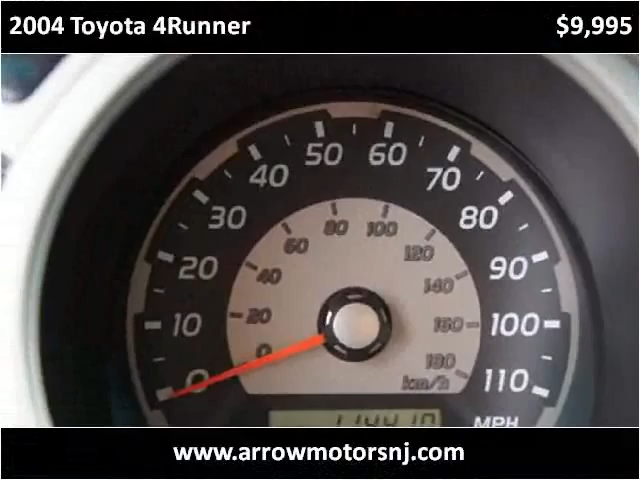 2004 Toyota 4Runner $9,995
50 60
40 70
30 80
20 90
10 100
0 110
80 100
60 120
40 140
20 160
0 180
km/h
MPH
www.arrowmotorsnj.com